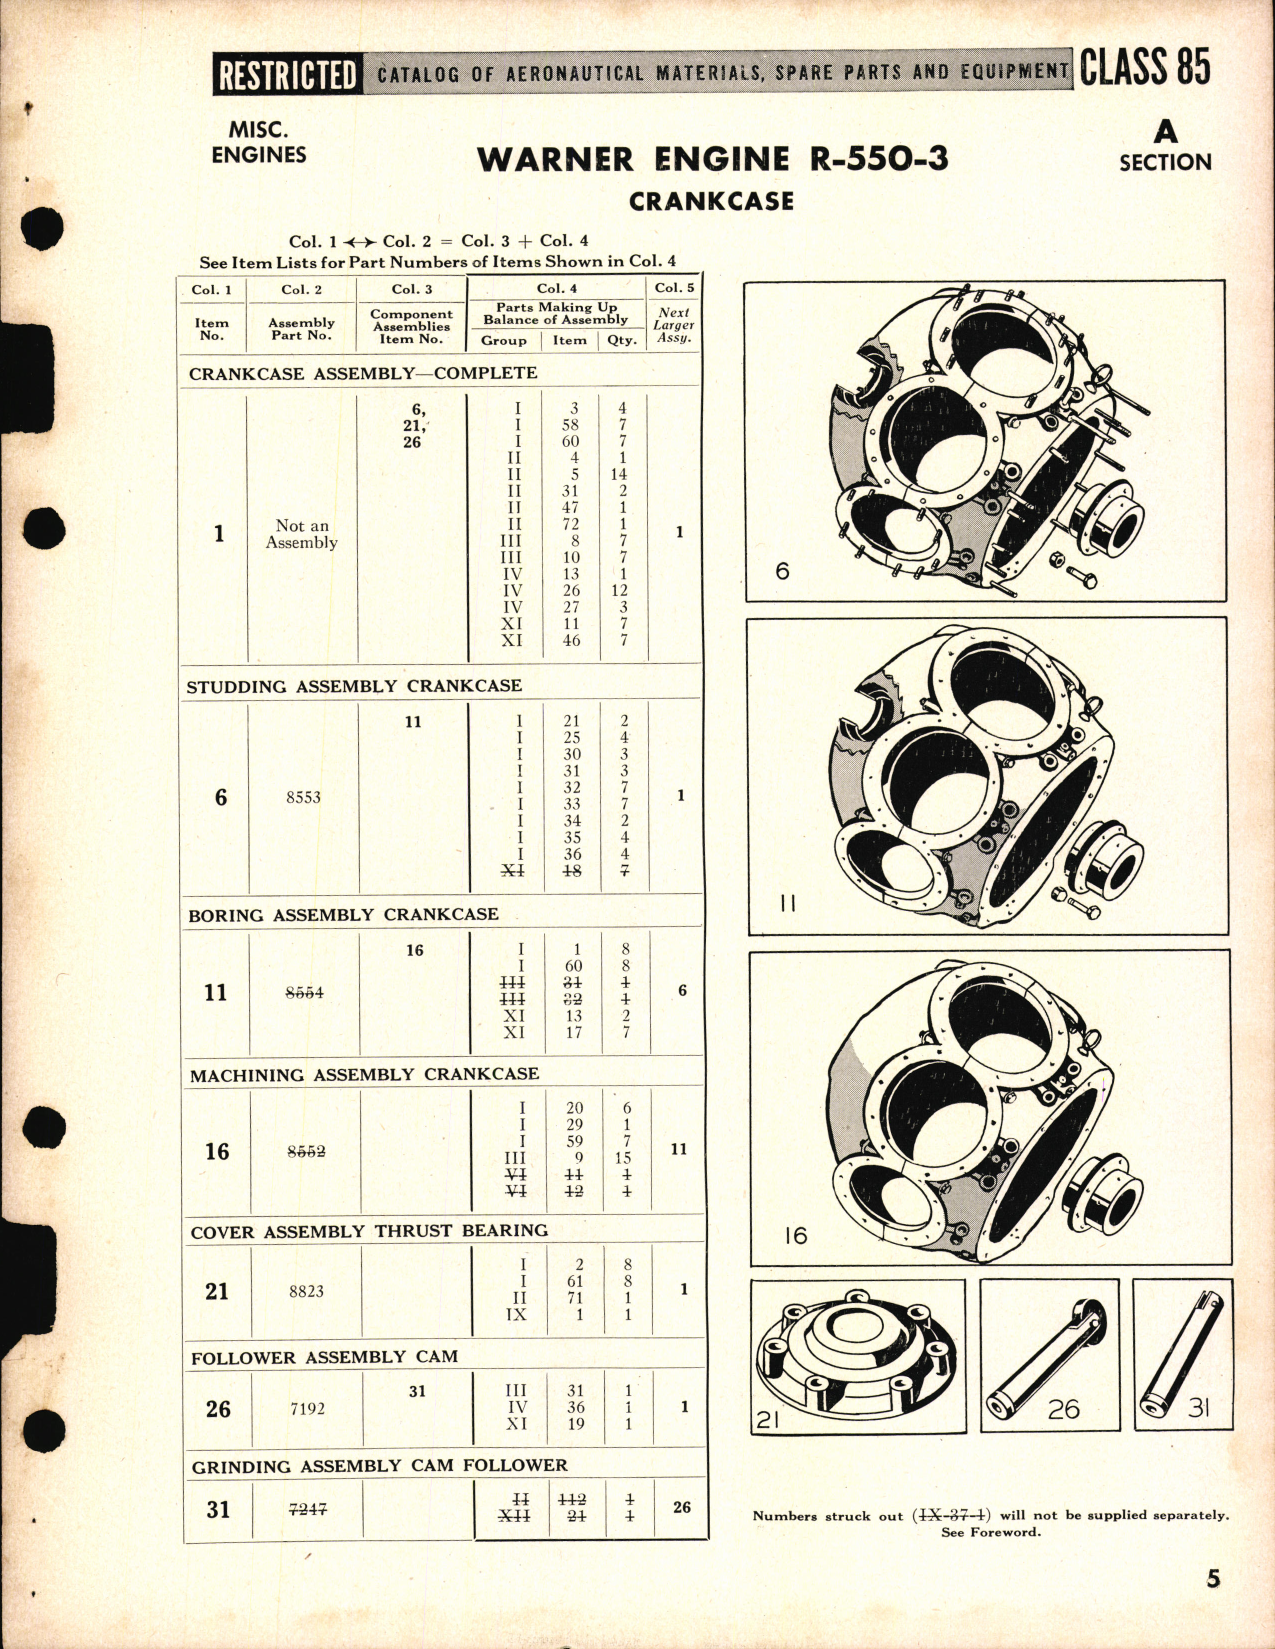 RESTRICTED CATALOG OF AERONAUTICAL MATERIALS, SPARE PARTS AND EQUIPMENT CLASS 85
MISC.
ENGINES
WARNER ENGINE R-550-3
CRANKCASE
A
SECTION
Col. 1 <-> Col. 2 = Col. 3 + Col. 4
See Item Lists for Part Numbers of Items Shown in Col. 4
Col. 1 Col. 2 Col. 3 Col. 4 Col. 5
Item No. Assembly Part No. Component Assemblies Item No. Parts Making Up Balance of Assembly Next Larger Assy.
Group Item Qty.
CRANKCASE ASSEMBLY—COMPLETE
1 Not an Assembly 6, 21, 26 1
I 3 4
I 58 7
I 60 7
II 4 1
II 5 14
II 31 2
II 47 1
II 72 1
III 8 7
III 10 7
IV 13 1
IV 26 12
IV 27 3
XI 11 7
XI 46 7
STUDDING ASSEMBLY CRANKCASE
6 8553 11 1
I 21 2
I 25 4
I 30 3
I 31 3
I 32 7
I 33 7
I 34 2
I 35 4
I 36 4
XI 18 7
BORING ASSEMBLY CRANKCASE
11 8554 16 6
I 1 8
I 60 8
III 31 1
III 32 1
XI 13 2
XI 17 7
MACHINING ASSEMBLY CRANKCASE
16 8552 11
I 20 6
I 29 1
I 59 7
III 9 15
VI 11 1
VI 12 1
COVER ASSEMBLY THRUST BEARING
21 8823 1
I 2 8
I 61 8
II 71 1
IX 1 1
FOLLOWER ASSEMBLY CAM
26 7192 31 1
III 31 1
IV 36 1
XI 19 1
GRINDING ASSEMBLY CAM FOLLOWER
31 7247 26
II 112 1
XII 21 1
6
11
16
21
26
31
Numbers struck out (IX-37-1) will not be supplied separately.
See Foreword.
5